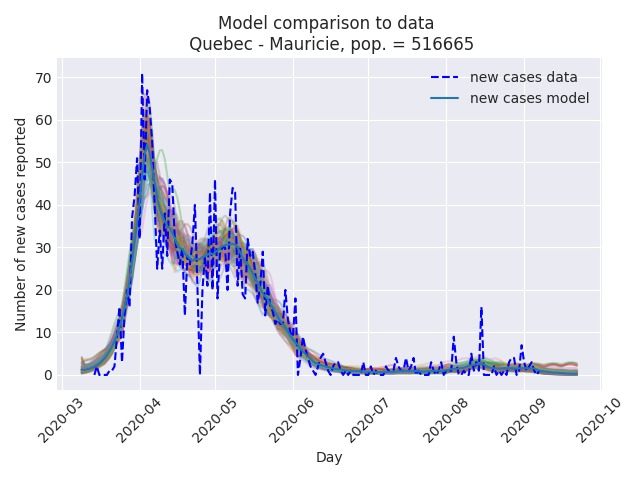 Model comparison to data
Quebec - Mauricie, pop. = 516665
new cases data
new cases model
Number of new cases reported
70
60
50
40
30
20
10
0
2020-03
2020-04
2020-05
2020-06
2020-07
2020-08
2020-09
2020-10
Day